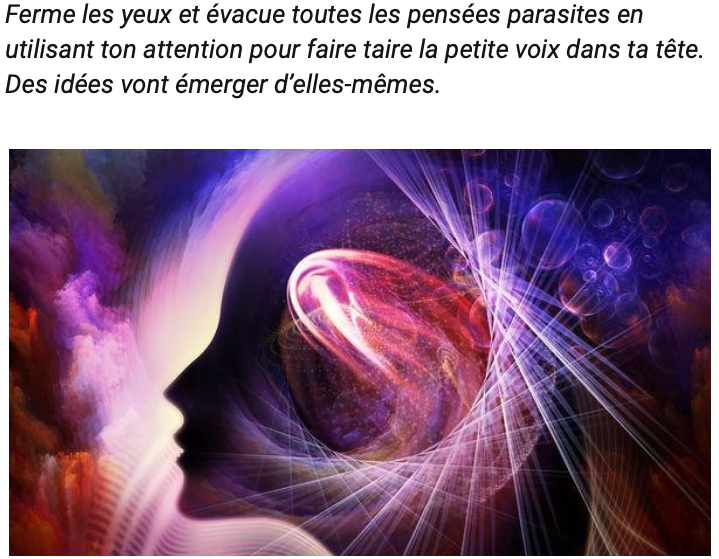 Ferme les yeux et évacue toutes les pensées parasites en
utilisant ton attention pour faire taire la petite voix dans ta tête.
Des idées vont émerger d’elles-mêmes.